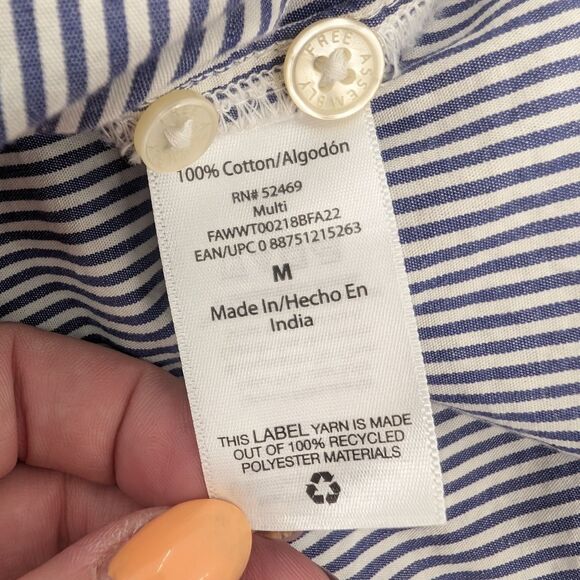 FREE ASSEMBLY
100% Cotton/Algodón
RN# 52469
Multi
FAWWT00218BFA22
EAN/UPC 0 88751215263
M
Made In/Hecho En
India
THIS LABEL YARN IS MADE
OUT OF 100% RECYCLED
POLYESTER MATERIALS